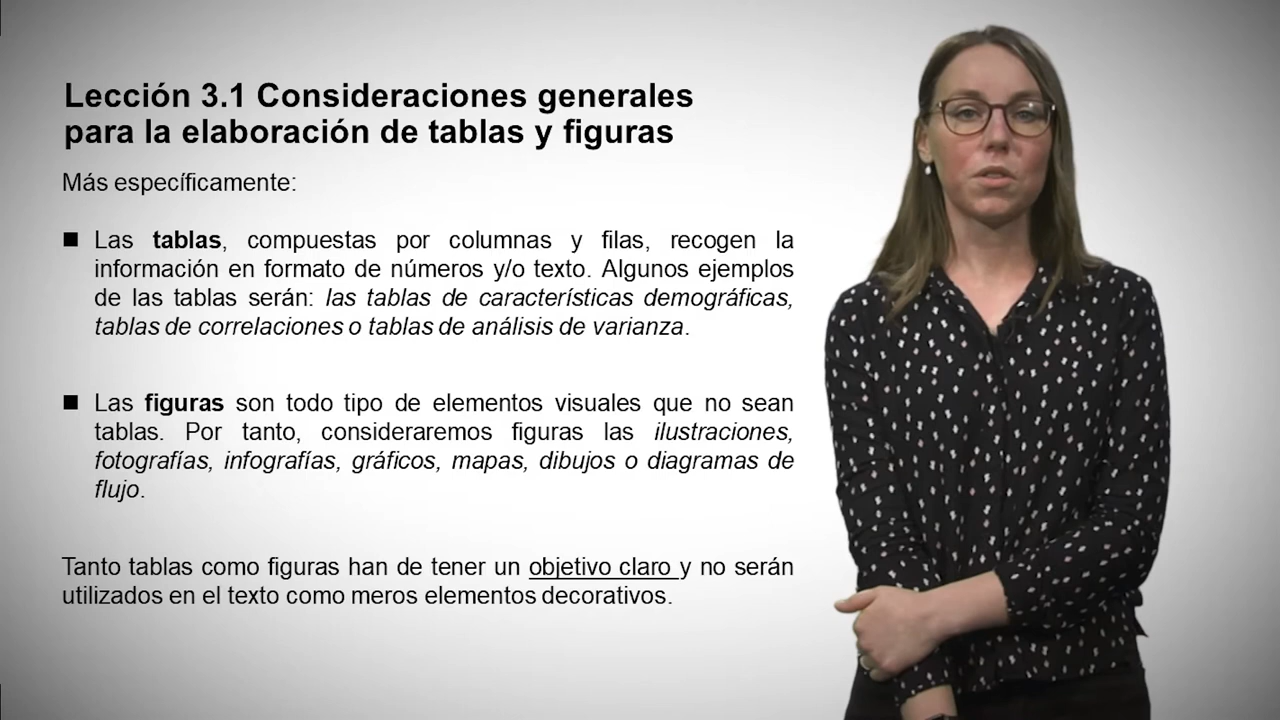 Lección 3.1 Consideraciones generales
para la elaboración de tablas y figuras
Más específicamente:
■ Las tablas, compuestas por columnas y filas, recogen la
información en formato de números y/o texto. Algunos ejemplos
de las tablas serán: las tablas de características demográficas,
tablas de correlaciones o tablas de análisis de varianza.
■ Las figuras son todo tipo de elementos visuales que no sean
tablas. Por tanto, consideraremos figuras las ilustraciones,
fotografías, infografías, gráficos, mapas, dibujos o diagramas de
flujo.
Tanto tablas como figuras han de tener un objetivo claro y no serán
utilizados en el texto como meros elementos decorativos.